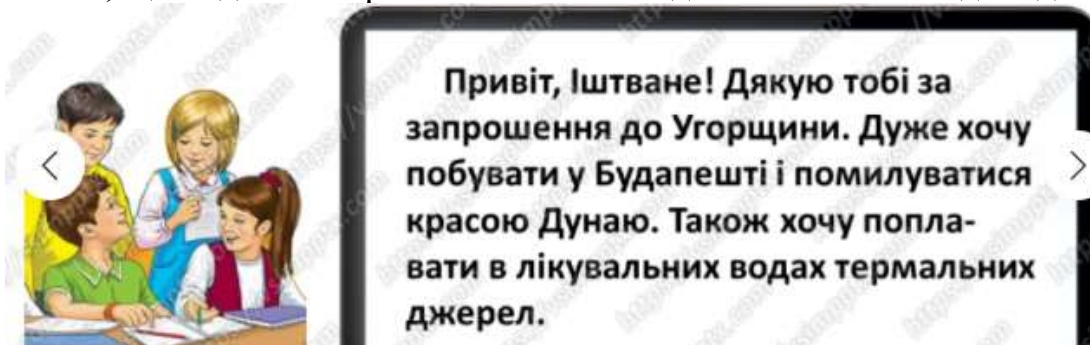 Привіт, Іштване! Дякую тобі за
запрошення до Угорщини. Дуже хочу
побувати у Будапешті і помилуватися
красою Дунаю. Також хочу попла-
вати в лікувальних водах термальних
джерел.